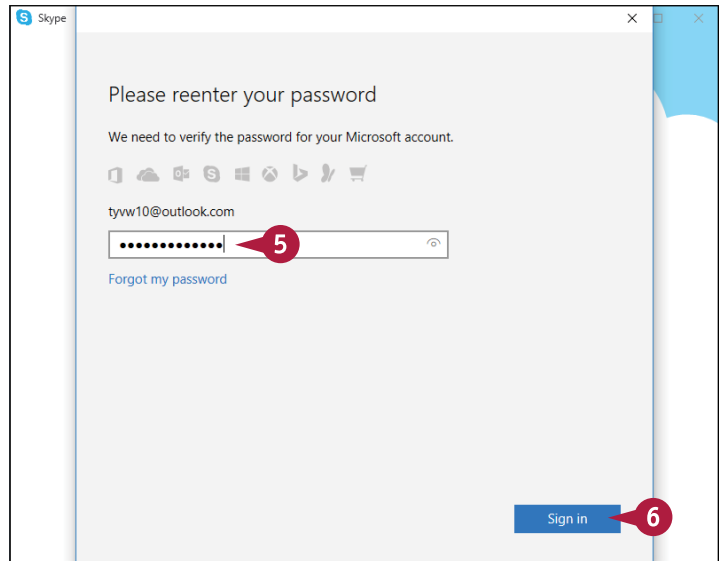 Skype
Please reenter your password
We need to verify the password for your Microsoft account.
tyvw10@outlook.com
•••••••••••••
5
Forgot my password
Sign in
6